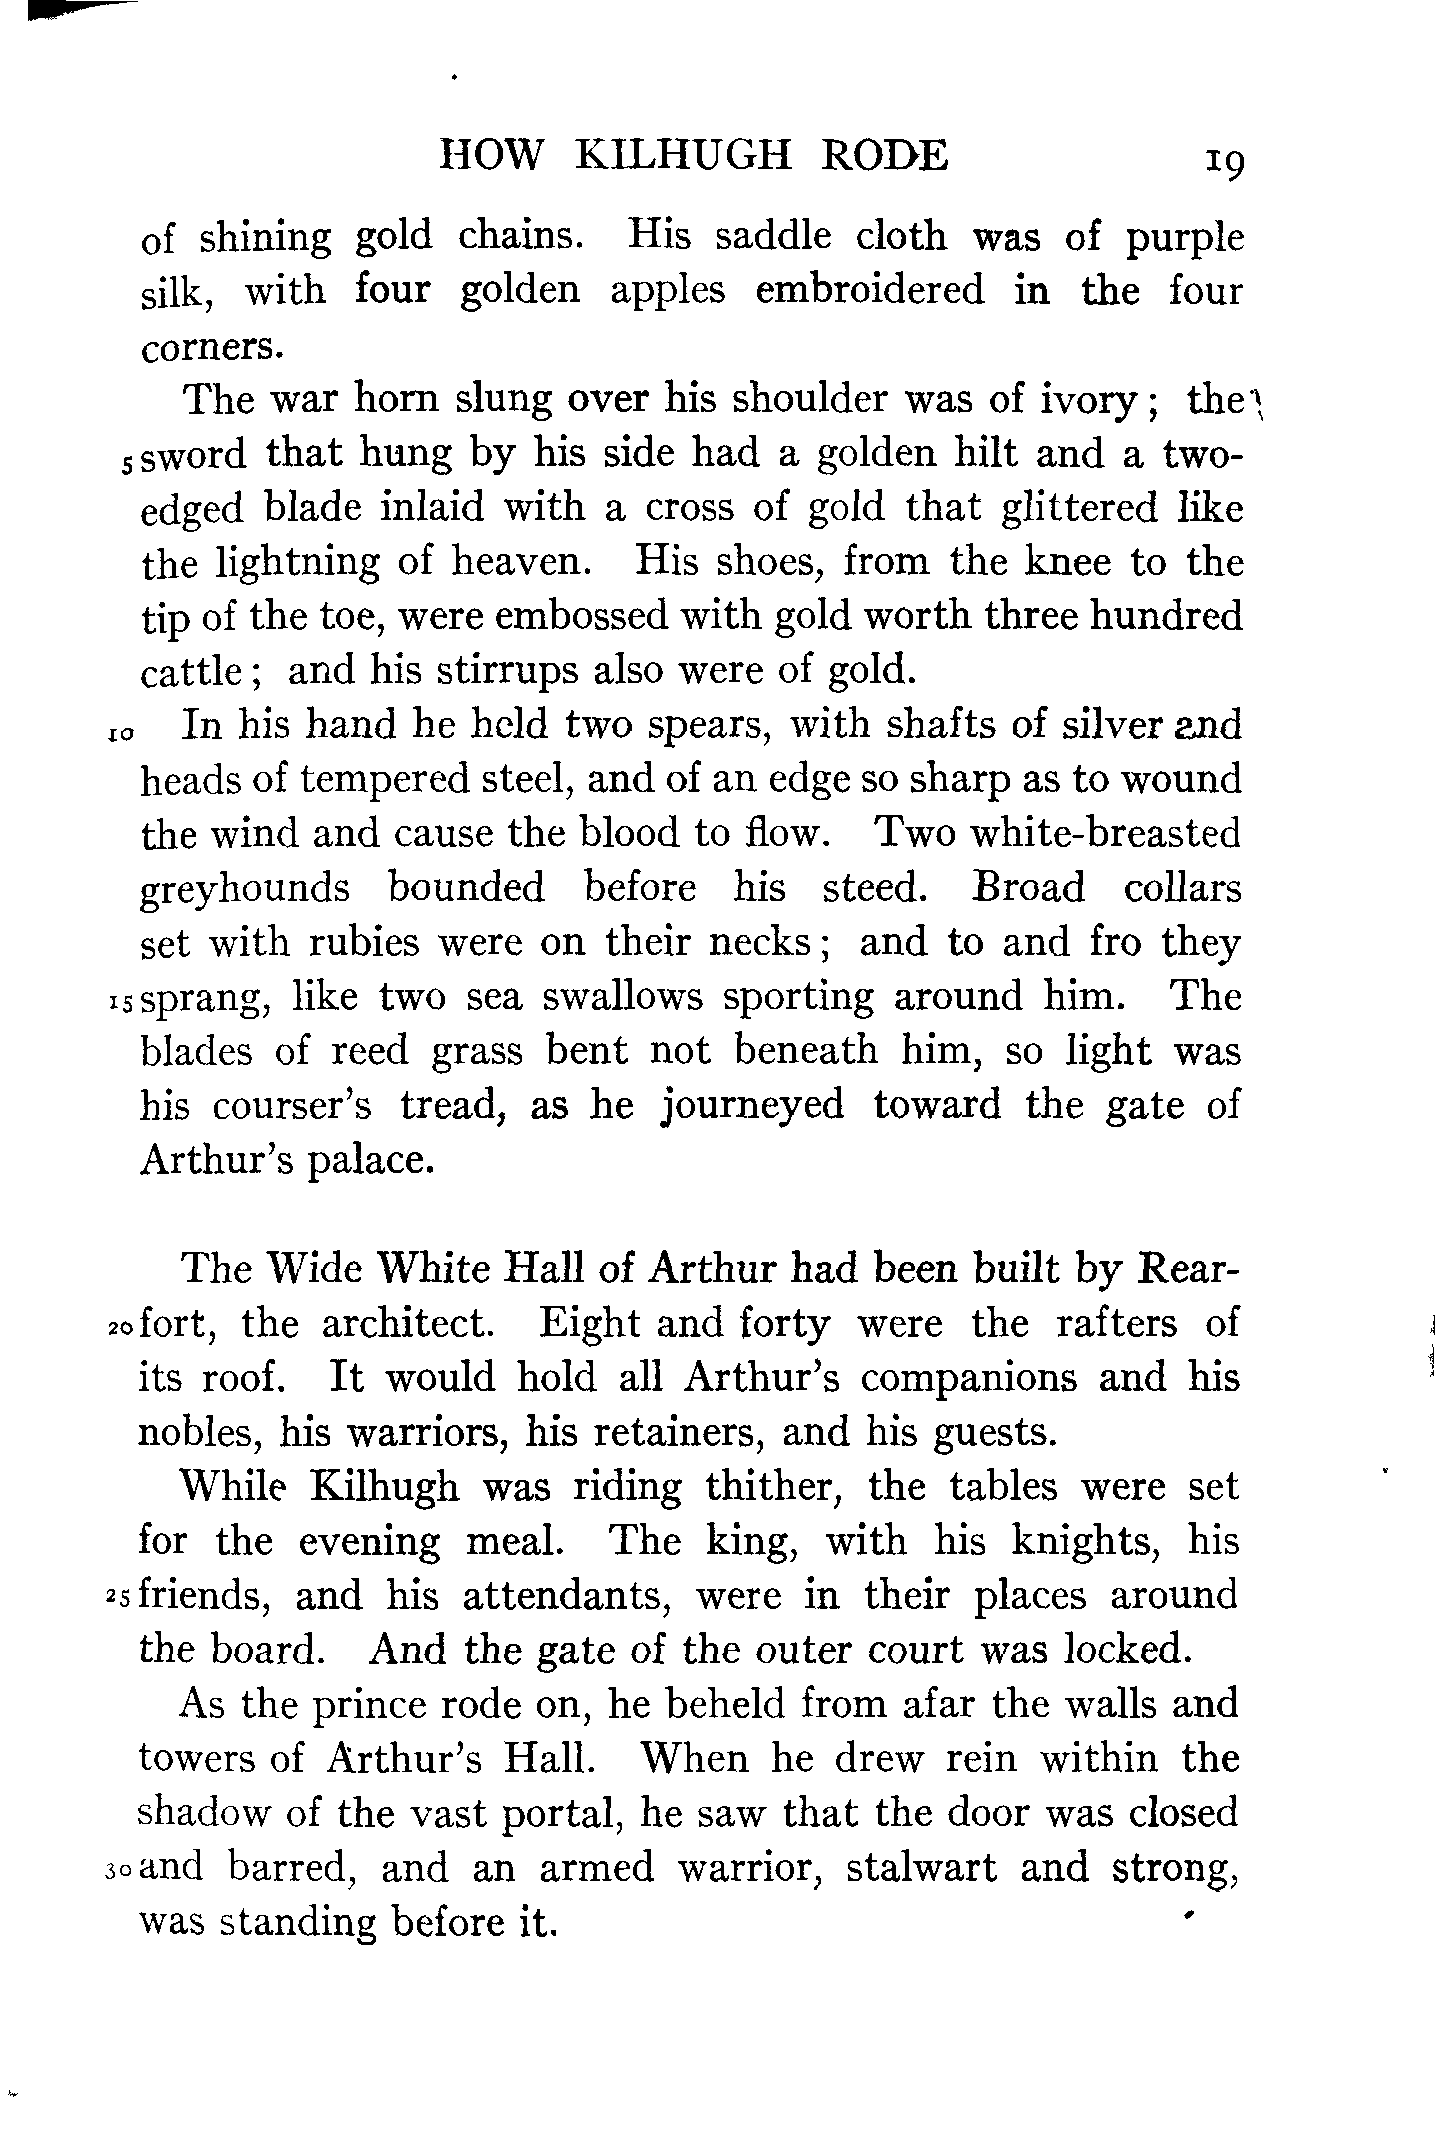 HOW KILHUGH RODE 19
of shining gold chains. His saddle cloth was of purple
silk, with four golden apples embroidered in the four
corners.
The war horn slung over his shoulder was of ivory; the
5 sword that hung by his side had a golden hilt and a two-
edged blade inlaid with a cross of gold that glittered like
the lightning of heaven. His shoes, from the knee to the
tip of the toe, were embossed with gold worth three hundred
cattle; and his stirrups also were of gold.
10 In his hand he held two spears, with shafts of silver and
heads of tempered steel, and of an edge so sharp as to wound
the wind and cause the blood to flow. Two white-breasted
greyhounds bounded before his steed. Broad collars
set with rubies were on their necks; and to and fro they
15 sprang, like two sea swallows sporting around him. The
blades of reed grass bent not beneath him, so light was
his courser's tread, as he journeyed toward the gate of
Arthur's palace.
The Wide White Hall of Arthur had been built by Rear-
20 fort, the architect. Eight and forty were the rafters of
its roof. It would hold all Arthur's companions and his
nobles, his warriors, his retainers, and his guests.
While Kilhugh was riding thither, the tables were set
for the evening meal. The king, with his knights, his
25 friends, and his attendants, were in their places around
the board. And the gate of the outer court was locked.
As the prince rode on, he beheld from afar the walls and
towers of Arthur's Hall. When he drew rein within the
shadow of the vast portal, he saw that the door was closed
30 and barred, and an armed warrior, stalwart and strong,
was standing before it.